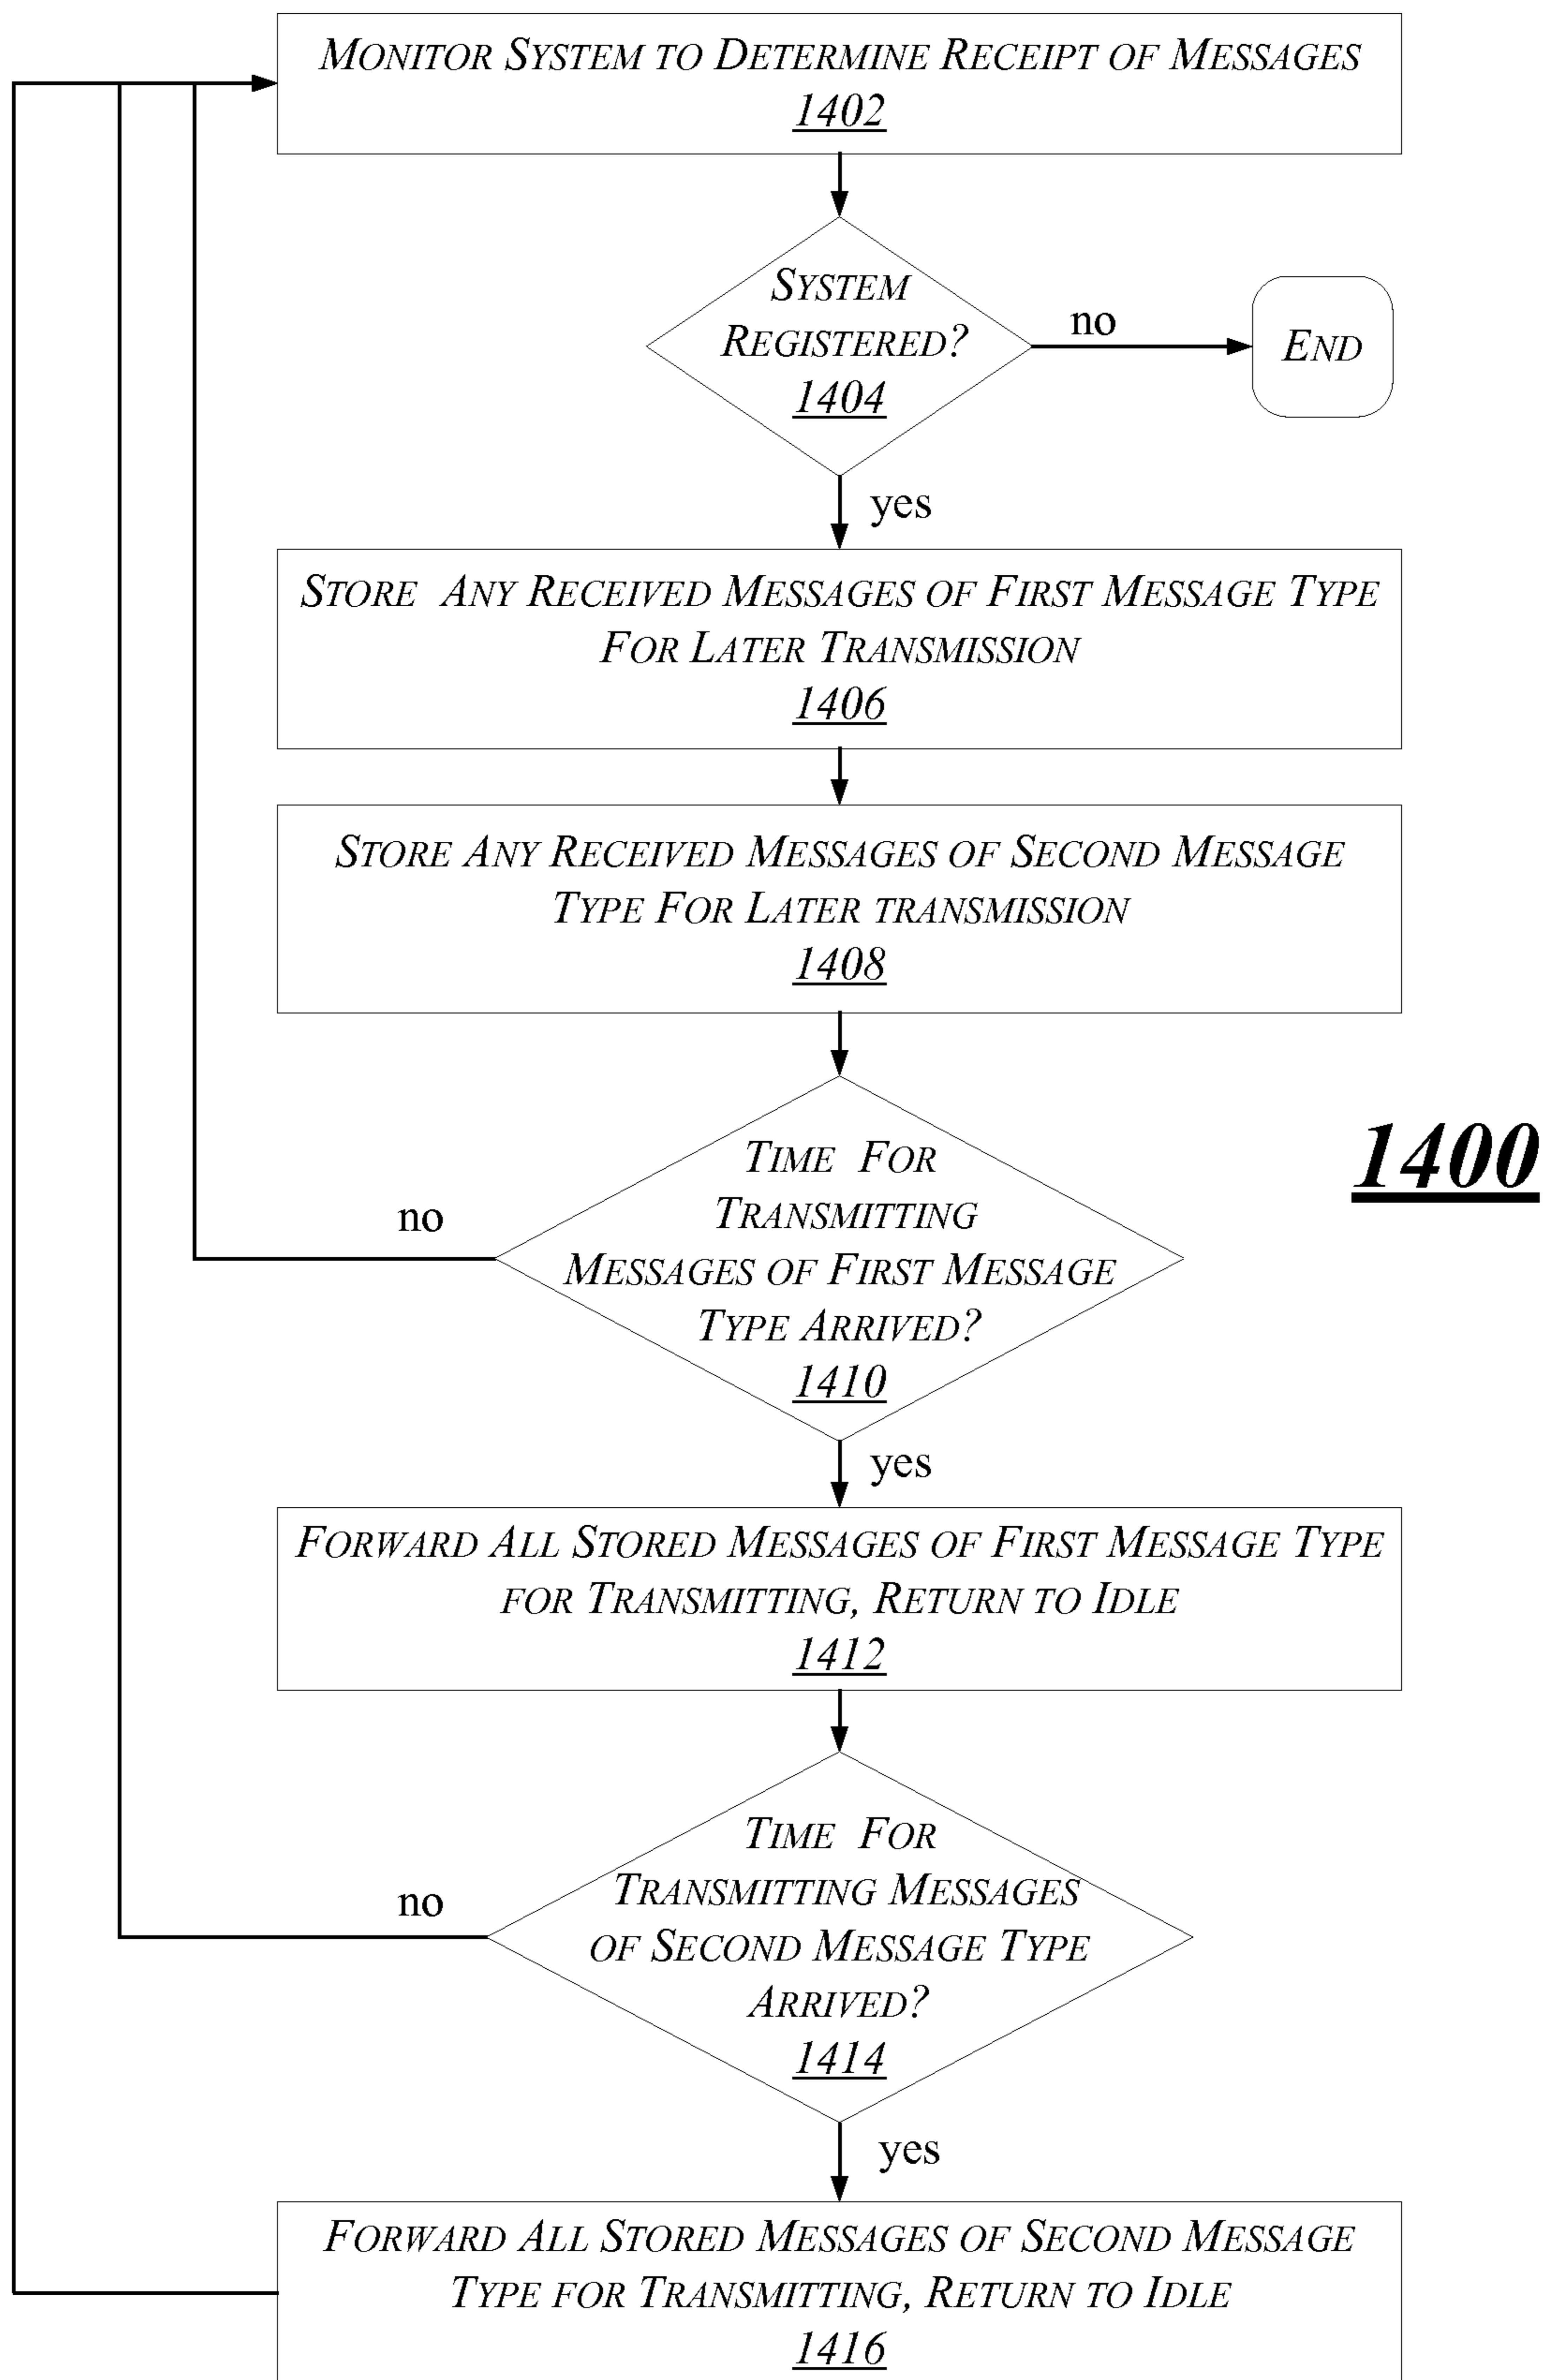 MONITOR SYSTEM TO DETERMINE RECEIPT OF MESSAGES
1402
SYSTEM
REGISTERED?
1404
no
END
yes
STORE ANY RECEIVED MESSAGES OF FIRST MESSAGE TYPE
FOR LATER TRANSMISSION
1406
STORE ANY RECEIVED MESSAGES OF SECOND MESSAGE
TYPE FOR LATER TRANSMISSION
1408
TIME FOR
TRANSMITTING
MESSAGES OF FIRST MESSAGE
TYPE ARRIVED?
1410
no
1400
yes
FORWARD ALL STORED MESSAGES OF FIRST MESSAGE TYPE
FOR TRANSMITTING, RETURN TO IDLE
1412
TIME FOR
TRANSMITTING MESSAGES
OF SECOND MESSAGE TYPE
ARRIVED?
1414
no
yes
FORWARD ALL STORED MESSAGES OF SECOND MESSAGE
TYPE FOR TRANSMITTING, RETURN TO IDLE
1416